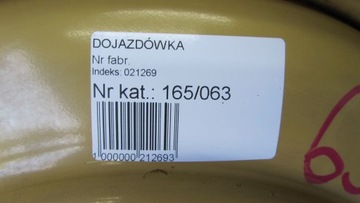 DOJAZDÓWKA
Nr fabr.
Indeks: 021269
Nr kat.: 165/063
1 000000 212693